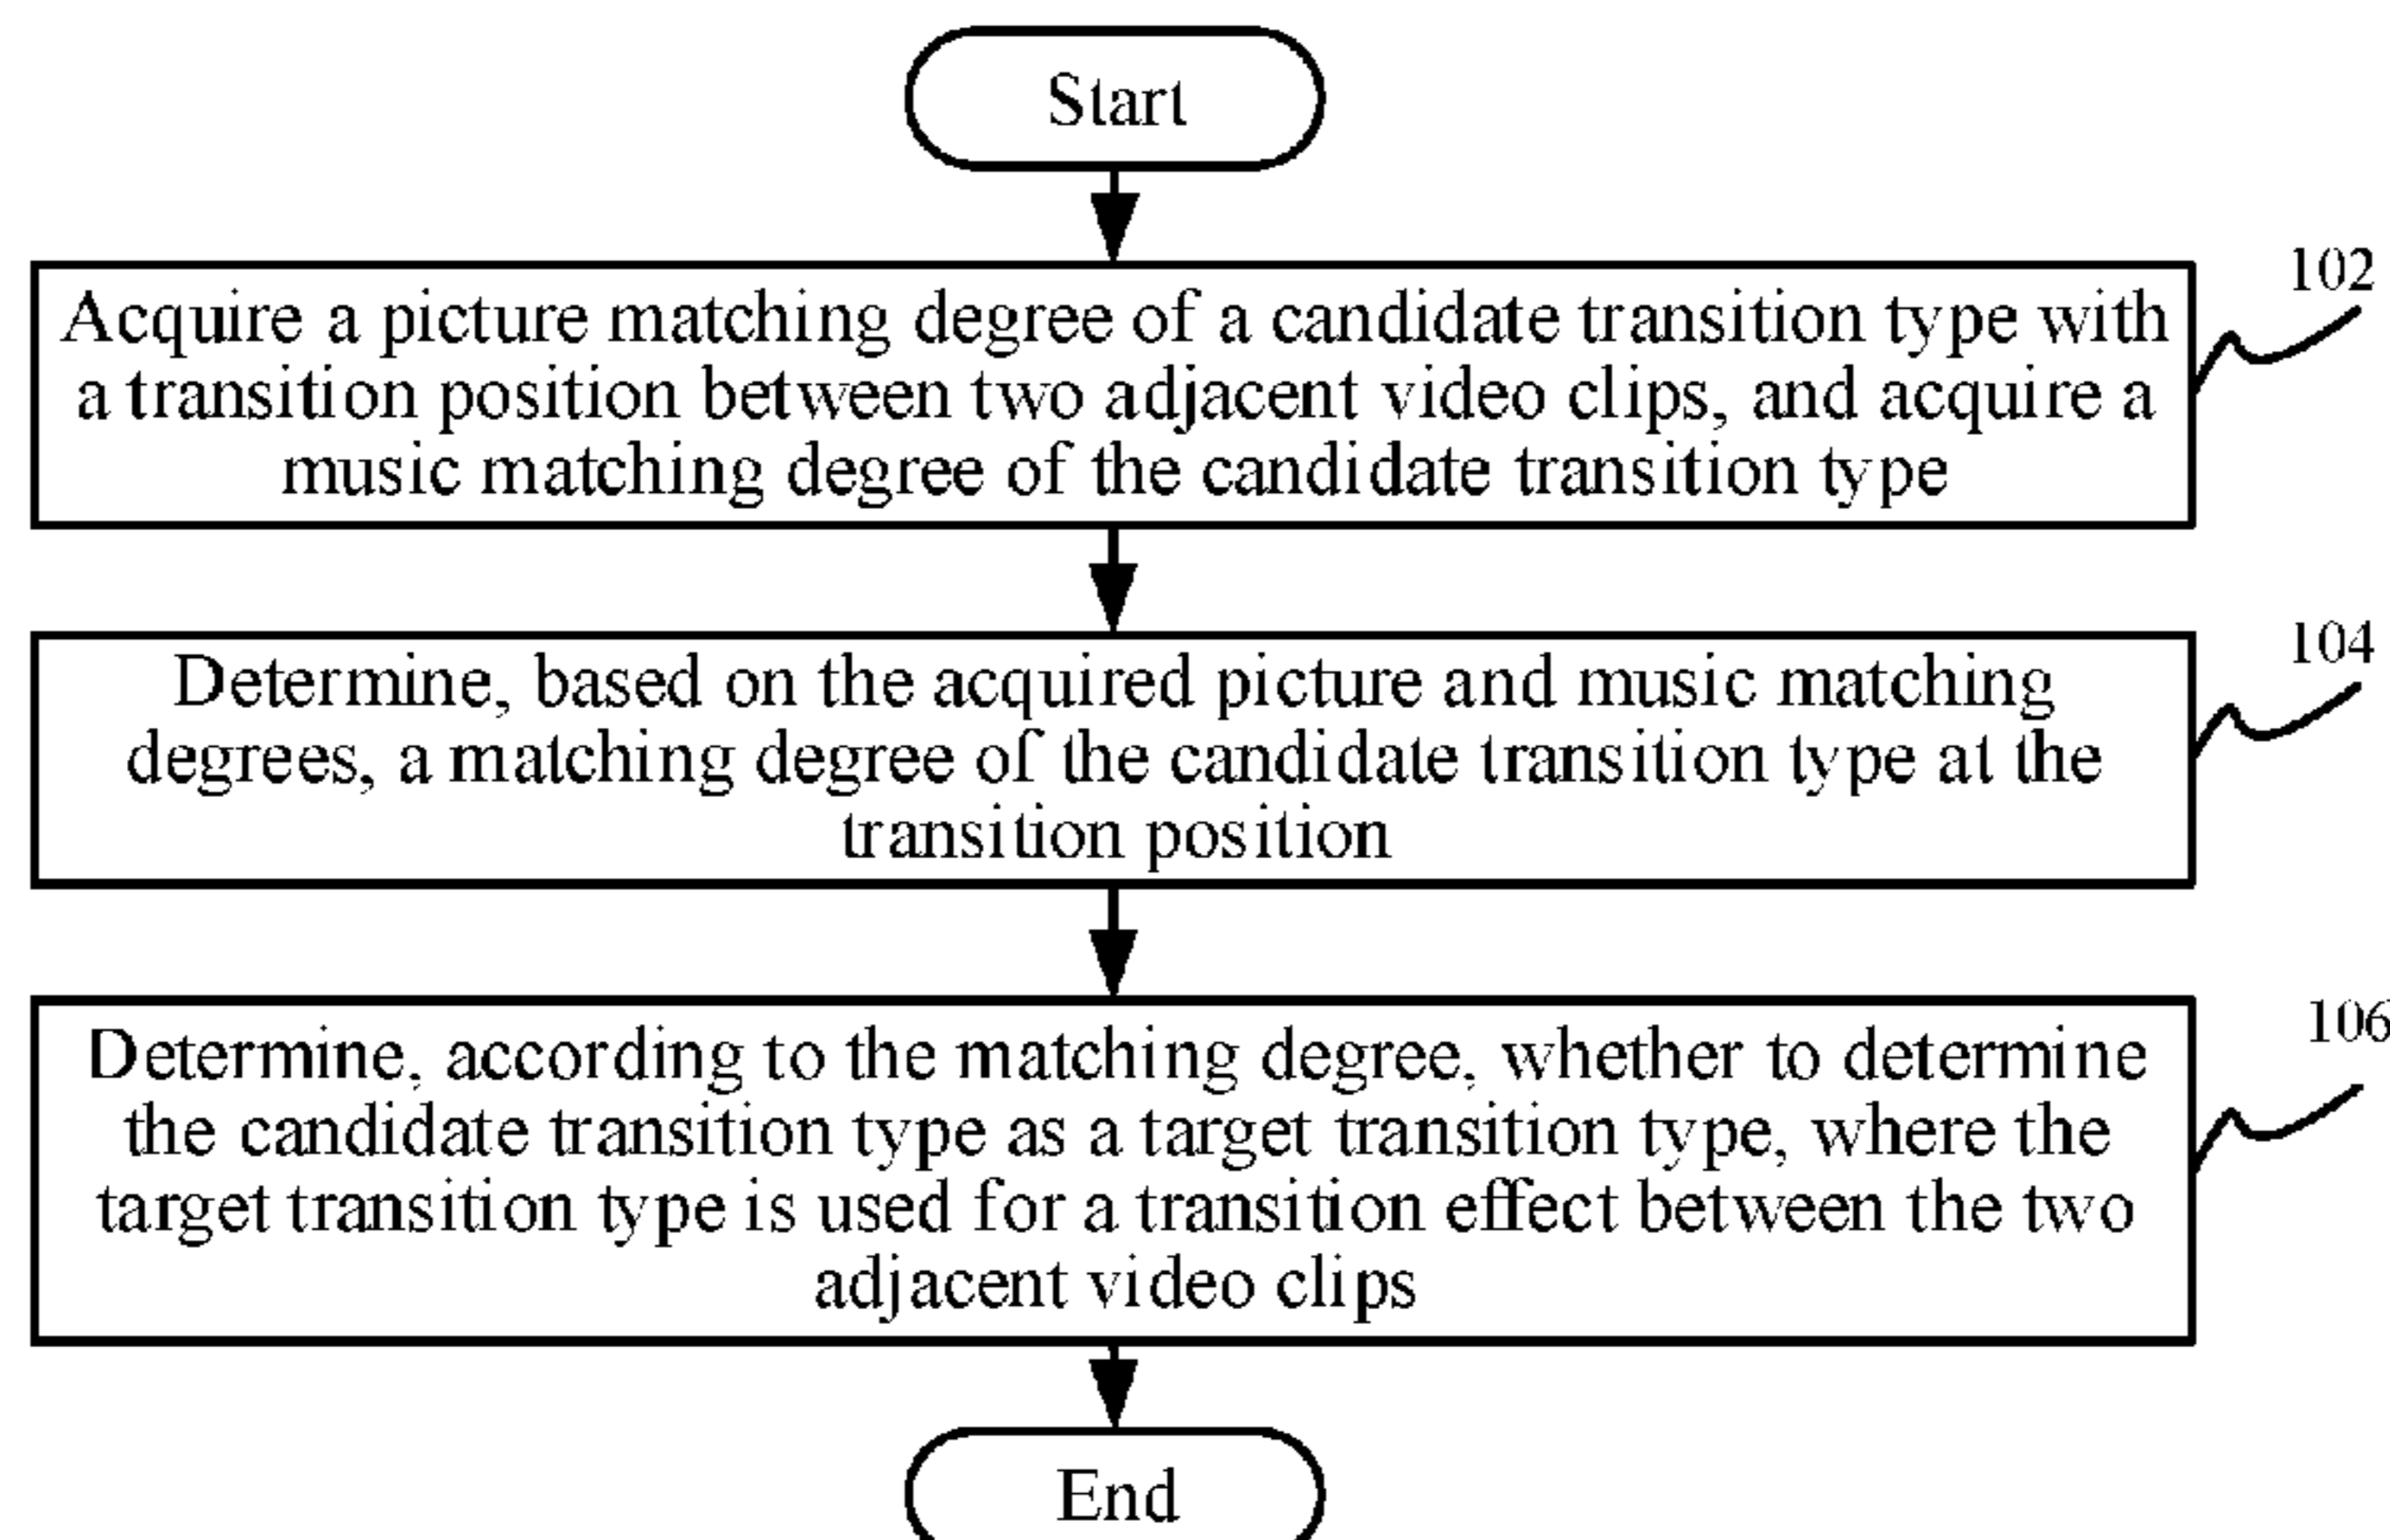 Start
102
Acquire a picture matching degree of a candidate transition type with
a transition position between two adjacent video clips, and acquire a
music matching degree of the candidate transition type
104
Determine, based on the acquired picture and music matching
degrees, a matching degree of the candidate transition type at the
transition position
106
Determine, according to the matching degree, whether to determine
the candidate transition type as a target transition type, where the
target transition type is used for a transition effect between the two
adjacent video clips
End